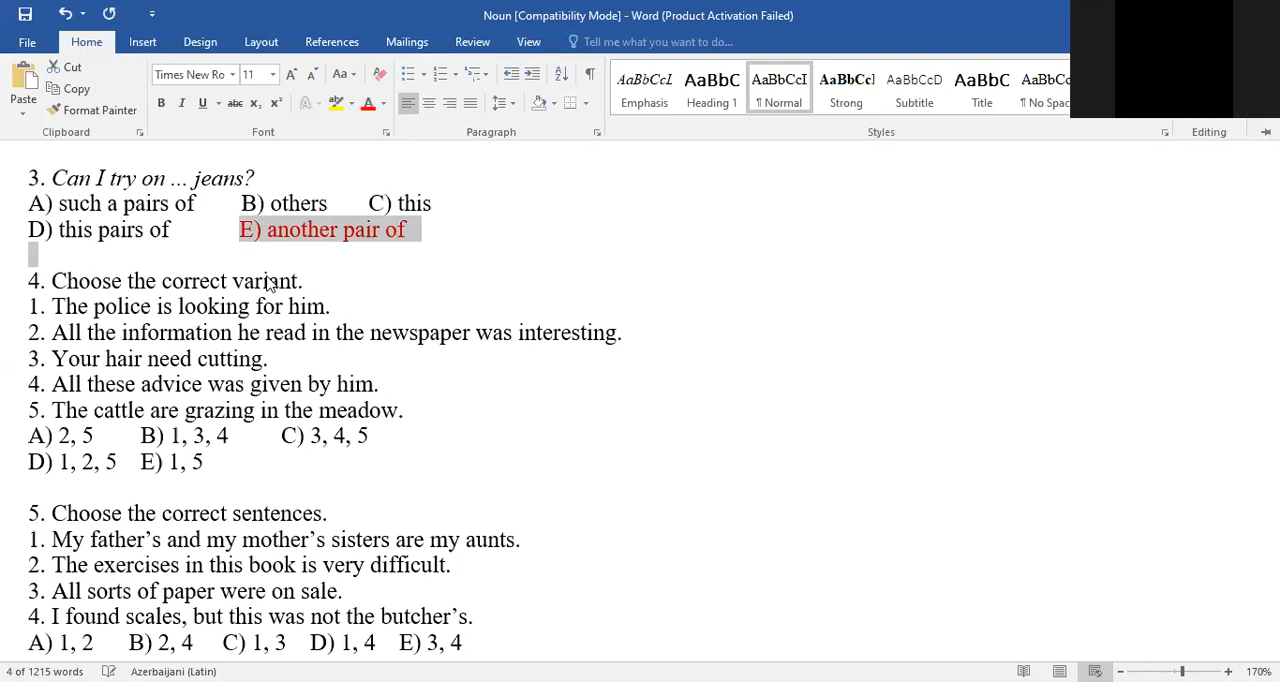 Noun [Compatibility Mode] - Word (Product Activation Failed)
File Home Insert Design Layout References Mailings Review View Tell me what you want to do...
Paste
Cut
Copy
Format Painter
Times New Ro 11
AaBbCcL AaBbC AaBbCcI AaBbCcl AaBbCcD AaBbC AaBbCc
Emphasis Heading 1 ¶ Normal Strong Subtitle Title ¶ No Spac
Clipboard Font Paragraph Styles Editing
3. Can I try on ... jeans?
A) such a pairs of B) others C) this
D) this pairs of E) another pair of
4. Choose the correct variant.
1. The police is looking for him.
2. All the information he read in the newspaper was interesting.
3. Your hair need cutting.
4. All these advice was given by him.
5. The cattle are grazing in the meadow.
A) 2, 5 B) 1, 3, 4 C) 3, 4, 5
D) 1, 2, 5 E) 1, 5
5. Choose the correct sentences.
1. My father’s and my mother’s sisters are my aunts.
2. The exercises in this book is very difficult.
3. All sorts of paper were on sale.
4. I found scales, but this was not the butcher’s.
A) 1, 2 B) 2, 4 C) 1, 3 D) 1, 4 E) 3, 4
4 of 1215 words Azerbaijani (Latin) 170%